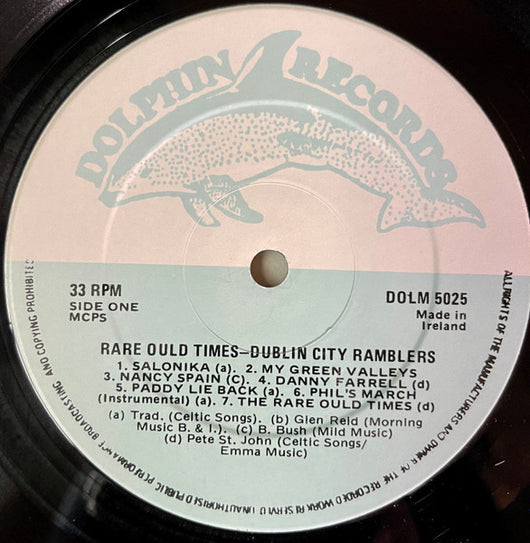 DOLPHIN RECORDS
33 RPM
SIDE ONE
MCPS
DOLM 5025
Made in
Ireland
RARE OULD TIMES—DUBLIN CITY RAMBLERS
1. SALONIKA (a). 2. MY GREEN VALLEYS
3. NANCY SPAIN (c). 4. DANNY FARRELL (d)
5. PADDY LIE BACK (a). 6. PHIL'S MARCH
(Instrumental) (a). 7. THE RARE OULD TIMES (d)
(a) Trad. (Celtic Songs). (b) Glen Reid (Morning
Music B. & I.). (c) B. Bush (Mild Music)
(d) Pete St. John (Celtic Songs/
Emma Music)
ALL RIGHTS OF THE MANUFACTURERS AND OWNER OF THE RECORDED WORK RESERVED UNAUTHORISED PUBLIC PERFORMANCE BROADCASTING AND COPYING PROHIBITED